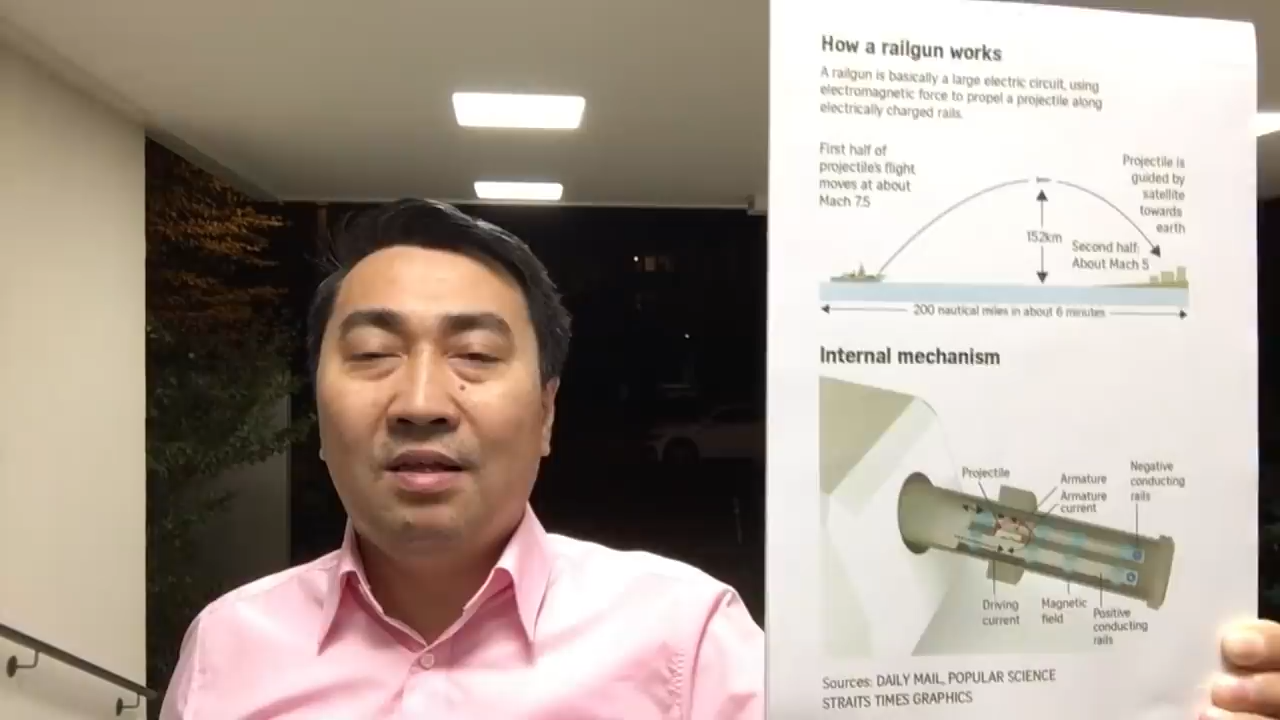 How a railgun works
A railgun is basically a large electric circuit, using
electromagnetic force to propel a projectile along
electrically charged rails.
First half of
projectile's flight
moves at about
Mach 7.5
Projectile is
guided by
satellite
towards
earth
152km
Second half:
About Mach 5
200 nautical miles in about 6 minutes
Internal mechanism
Projectile
Armature
Armature
current
Negative
conducting
rails
Driving
current
Magnetic
field
Positive
conducting
rails
Sources: DAILY MAIL, POPULAR SCIENCE
STRAITS TIMES GRAPHICS